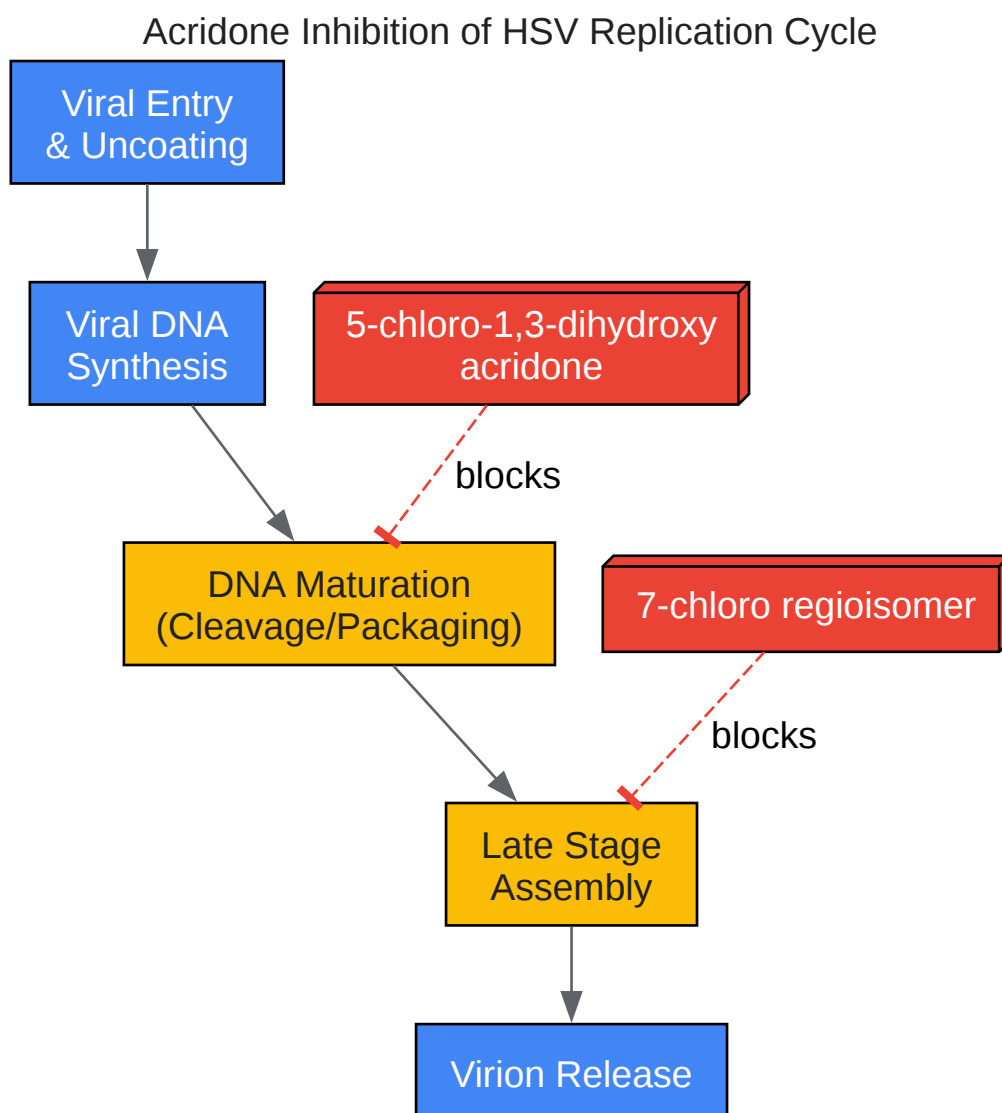 Acridone Inhibition of HSV Replication Cycle
Viral Entry
& Uncoating
Viral DNA
Synthesis
5-chloro-1,3-dihydroxy
acridone
blocks
DNA Maturation
(Cleavage/Packaging)
7-chloro regioisomer
blocks
Late Stage
Assembly
Virion Release